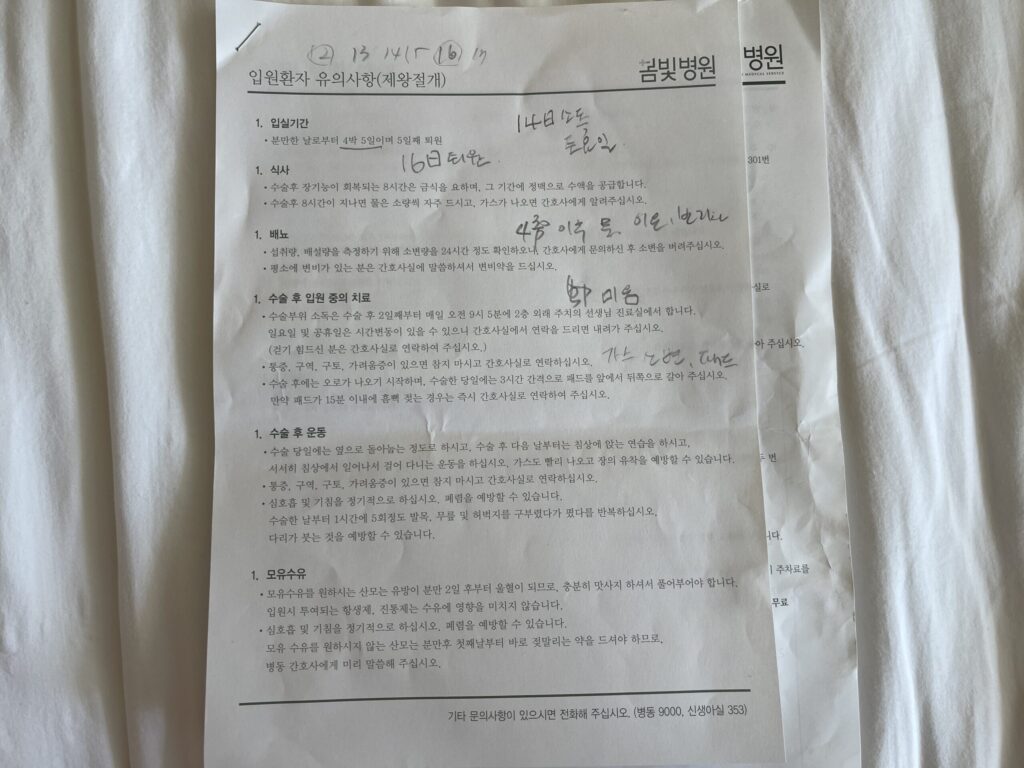 12 13 14 15 16 17
입원환자 유의사항(제왕절개)
봄빛병원
병원
1. 입실기간
• 분만한 날로부터 4박 5일이며 5일째 퇴원
14日 소독
토요일
16日 퇴원
301번
1. 식사
• 수술후 장기능이 회복되는 8시간은 금식을 요하며, 그 기간에 정맥으로 수액을 공급합니다.
• 수술후 8시간이 지나면 물은 소량씩 자주 드시고, 가스가 나오면 간호사에게 알려주십시오.
4층 이후 물, 이온,
1. 배뇨
• 섭취량, 배설량을 측정하기 위해 소변량을 24시간 정도 확인하오니, 간호사에게 문의하신 후 소변을 버려주십시오.
• 평소에 변비가 있는 분은 간호사실에 말씀하셔서 변비약을 드십시오.
미음
실로
1. 수술 후 입원 중의 치료
• 수술부위 소독은 수술 후 2일째부터 매일 오전 9시 5분에 2층 외래 주치의 선생님 진료실에서 합니다.
일요일 및 공휴일은 시간변동이 있을 수 있으니 간호사실에서 연락을 드리면 내려가 주십시오.
(걷기 힘드신 분은 간호사실로 연락하여 주십시오.)
아 주십시오.
• 통증, 구역, 구토, 가려움증이 있으면 참지 마시고 간호사실로 연락하십시오.
가스 소변, 패드
• 수술 후에는 오로가 나오기 시작하며, 수술한 당일에는 3시간 간격으로 패드를 앞에서 뒤쪽으로 갈아 주십시오.
만약 패드가 15분 이내에 흠뻑 젖는 경우는 즉시 간호사실로 연락하여 주십시오.
1. 수술 후 운동
• 수술 당일에는 옆으로 돌아눕는 정도로 하시고, 수술 후 다음 날부터는 침상에 앉는 연습을 하시고,
서서히 침상에서 일어나서 걸어 다니는 운동을 하십시오. 가스도 빨리 나오고 장의 유착을 예방할 수 있습니다.
번
• 통증, 구역, 구토, 가려움증이 있으면 참지 마시고 간호사실로 연락하십시오.
• 심호흡 및 기침을 정기적으로 하십시오. 폐렴을 예방할 수 있습니다.
수술한 날부터 1시간에 5회정도 발목, 무릎 및 허벅지를 구부렸다가 폈다를 반복하십시오.
다리가 붓는 것을 예방할 수 있습니다.
니다.
1. 모유수유
주차료를
• 모유수유를 원하시는 산모는 유방이 분만 2일 후부터 울혈이 되므로, 충분히 맛사지 하셔서 풀어부어야 합니다.
입원시 투여되는 항생제, 진통제는 수유에 영향을 미치지 않습니다.
무료
• 심호흡 및 기침을 정기적으로 하십시오. 폐렴을 예방할 수 있습니다.
모유 수유를 원하시지 않는 산모는 분만후 첫째날부터 바로 젖말리는 약을 드셔야 하므로,
병동 간호사에게 미리 말씀해 주십시오.
기타 문의사항이 있으시면 전화해 주십시오. (병동 9000, 신생아실 353)